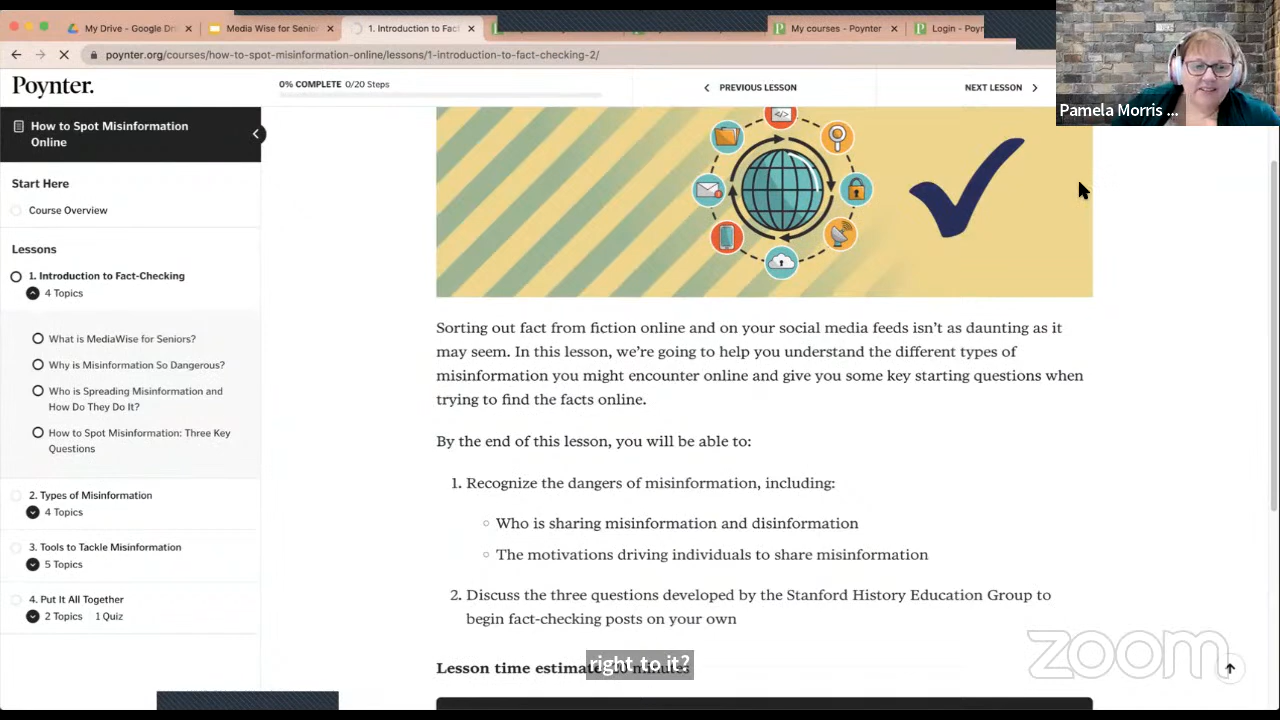 My Drive - Google Dri
Media Wise for Senior
1. Introduction to Fact
My courses - Poynter
Login - Poyn
poynter.org/courses/how-to-spot-misinformation-online/lessons/1-introduction-to-fact-checking-2/
Poynter.
0% COMPLETE 0/20 Steps
PREVIOUS LESSON
NEXT LESSON
Pamela Morris ...
How to Spot Misinformation
Online
Start Here
Course Overview
Lessons
1. Introduction to Fact-Checking
4 Topics
What is MediaWise for Seniors?
Why is Misinformation So Dangerous?
Who is Spreading Misinformation and
How Do They Do It?
How to Spot Misinformation: Three Key
Questions
2. Types of Misinformation
4 Topics
3. Tools to Tackle Misinformation
5 Topics
4. Put It All Together
2 Topics 1 Quiz
Sorting out fact from fiction online and on your social media feeds isn't as daunting as it
may seem. In this lesson, we're going to help you understand the different types of
misinformation you might encounter online and give you some key starting questions when
trying to find the facts online.
By the end of this lesson, you will be able to:
1. Recognize the dangers of misinformation, including:
Who is sharing misinformation and disinformation
The motivations driving individuals to share misinformation
2. Discuss the three questions developed by the Stanford History Education Group to
begin fact-checking posts on your own
Lesson time estimate minutes
right to it?
zoom